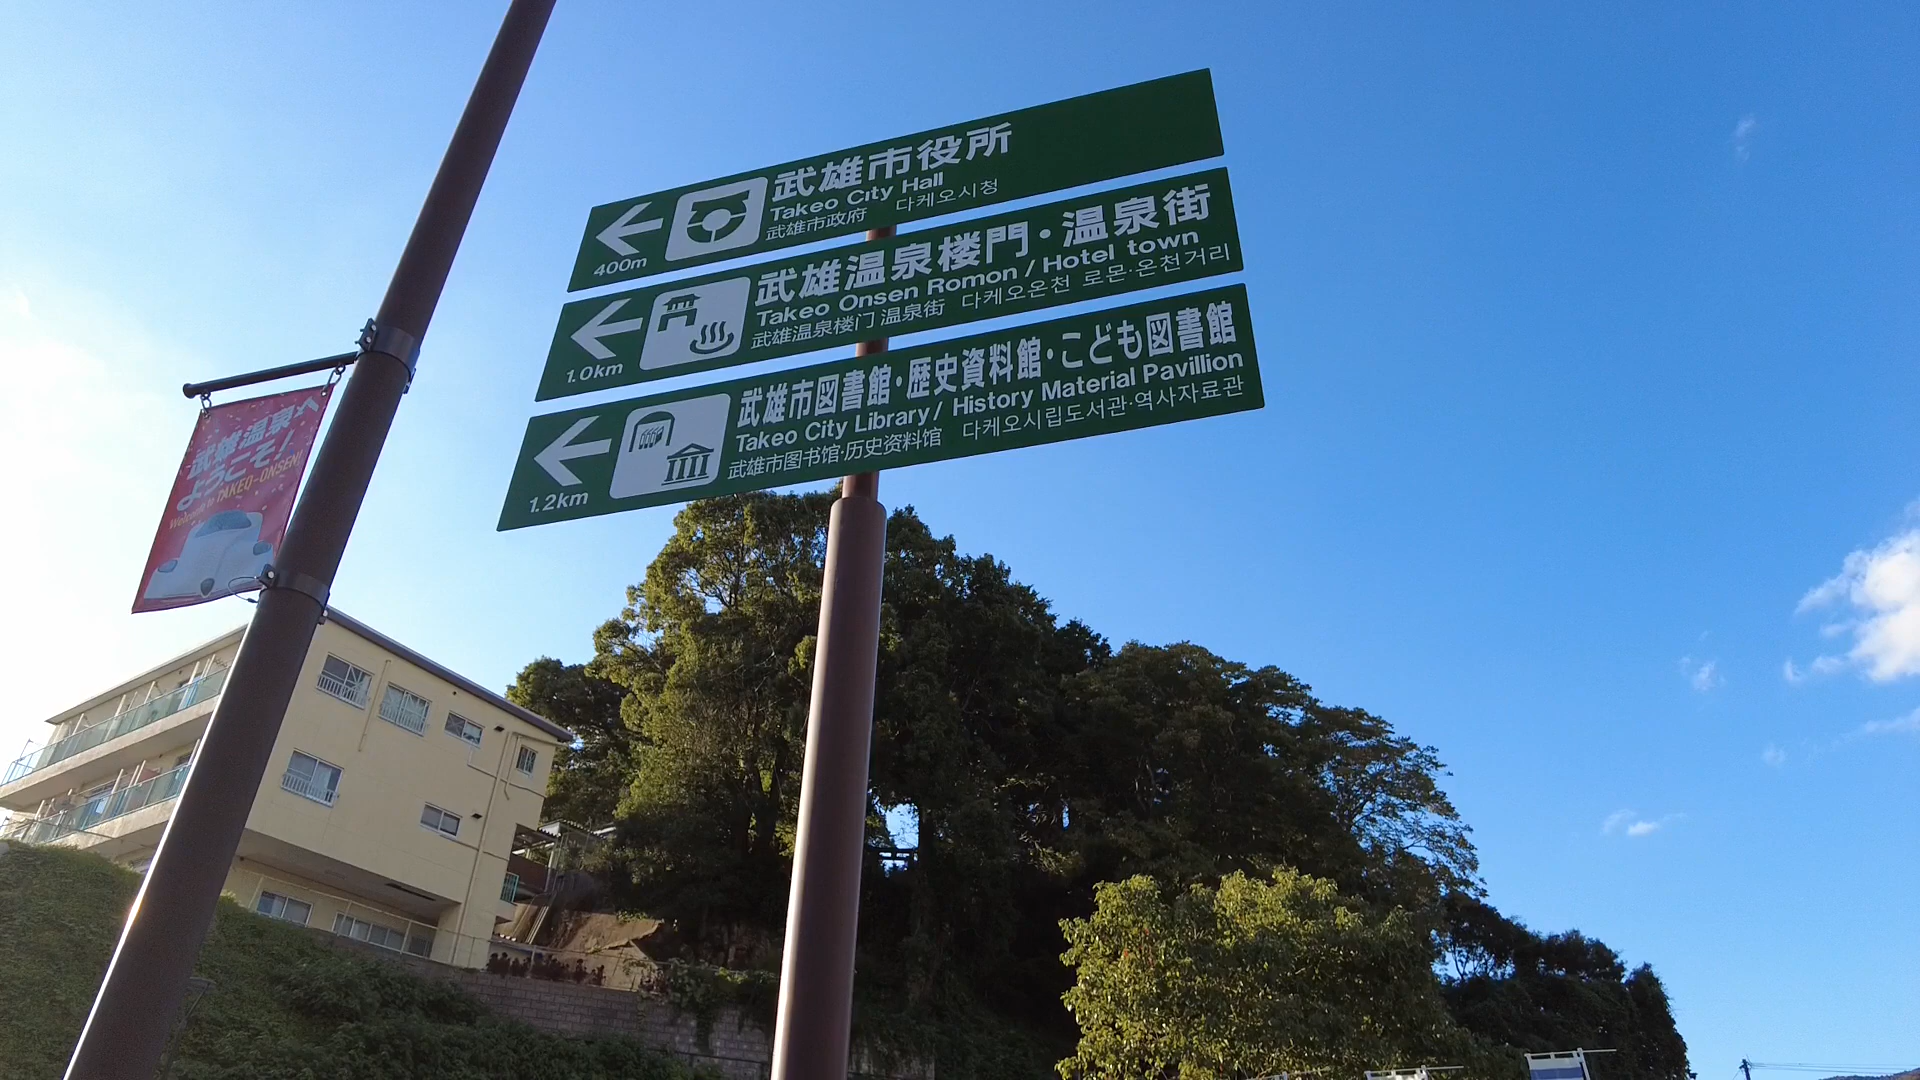 武雄市役所
Takeo City Hall
武雄市政府 다케오시청
400m
武雄温泉楼門・温泉街
Takeo Onsen Romon / Hotel town
武雄温泉楼门·温泉街 다케오온천 로몬·온천거리
1.0km
武雄市図書館・歴史資料館・こども図書館
Takeo City Library / History Material Pavillion
武雄市图书馆·历史资料馆 다케오시립도서관·역사자료관
1.2km
武雄温泉へ
ようこそ!
Welcome to TAKEO-ONSEN!